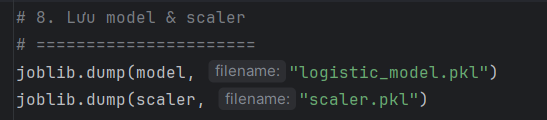 # 8. Lưu model & scaler
# ======================
joblib.dump(model, filename: "logistic_model.pkl")
joblib.dump(scaler, filename: "scaler.pkl")